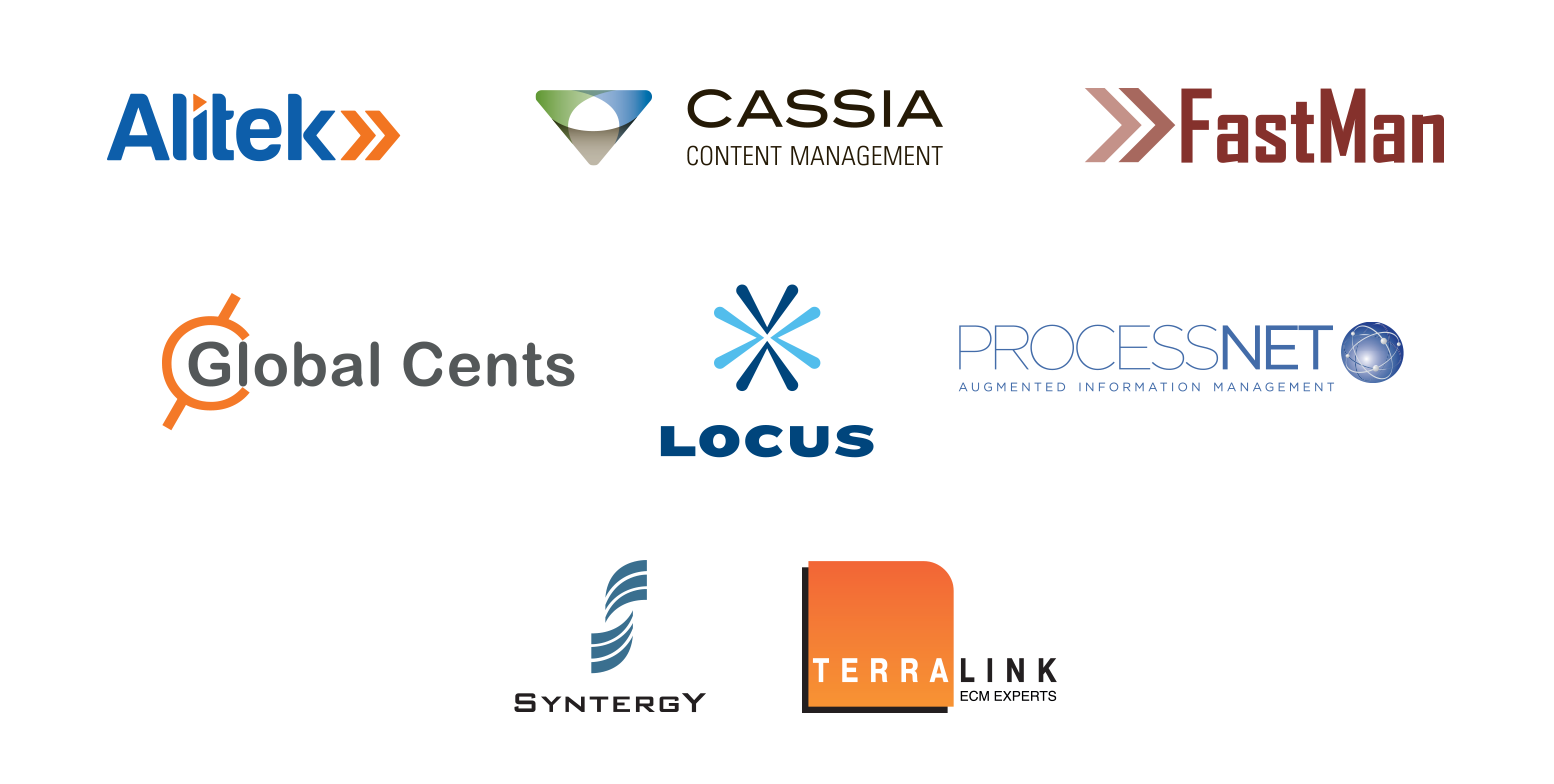 Alitek
CASSIA
CONTENT MANAGEMENT
FastMan
Global Cents
LOCUS
PROCESSNET
AUGMENTED INFORMATION MANAGEMENT
SYNTERGY
TERRALINK
ECM EXPERTS